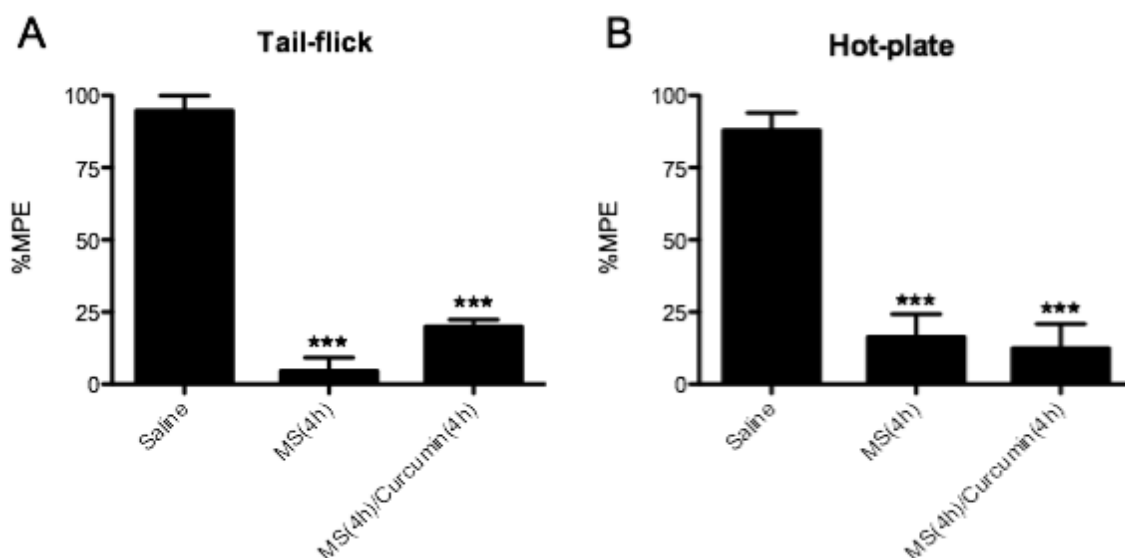 A
Tail-flick
%MPE
100
75
50
25
0
***
***
Saline
MS(4h)
MS(4h)/Curcumin(4h)
B
Hot-plate
%MPE
100
75
50
25
0
***
***
Saline
MS(4h)
MS(4h)/Curcumin(4h)